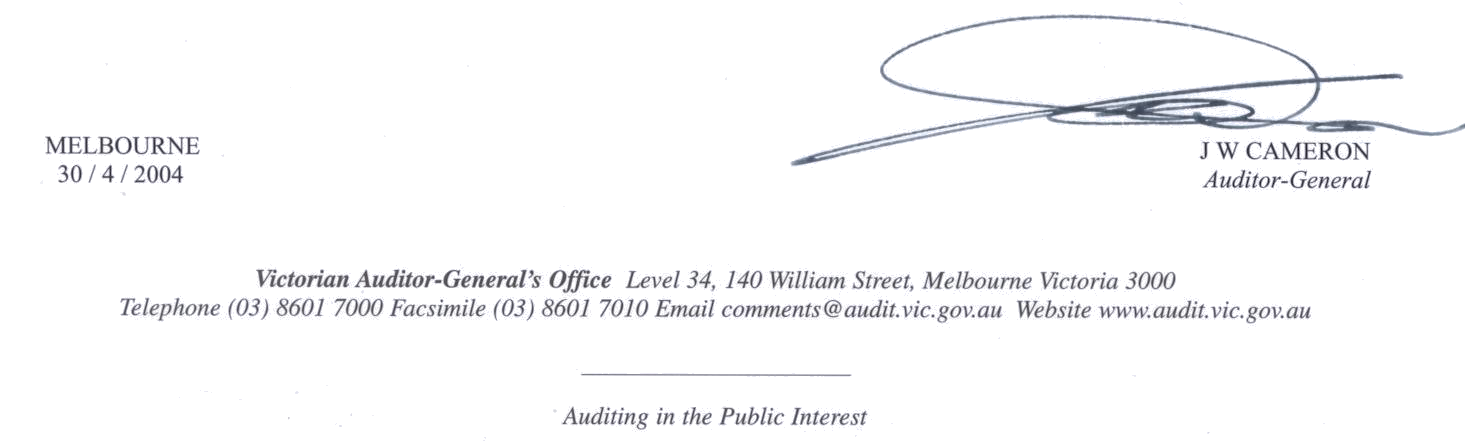 MELBOURNE
30 / 4 / 2004
J W CAMERON
Auditor-General
Victorian Auditor-General's Office Level 34, 140 William Street, Melbourne Victoria 3000
Telephone (03) 8601 7000 Facsimile (03) 8601 7010 Email comments@audit.vic.gov.au Website www.audit.vic.gov.au
Auditing in the Public Interest